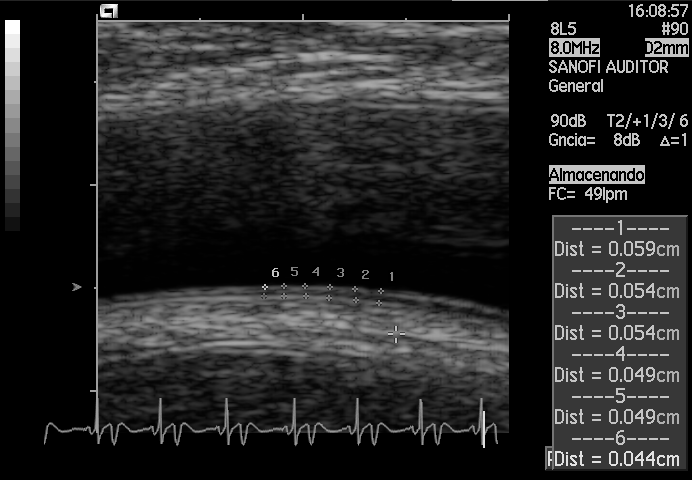 16:08:57
8L5 #90
8.0MHz D2mm
SANOFI AUDITOR
General
90dB T2/+1/3/ 6
Gncia= 8dB Δ=1
Almacenando
FC= 49lpm
6 5 4 3 2 1
----1----
Dist = 0.059cm
----2----
Dist = 0.054cm
----3----
Dist = 0.054cm
----4----
Dist = 0.049cm
----5----
Dist = 0.049cm
----6----
Dist = 0.044cm